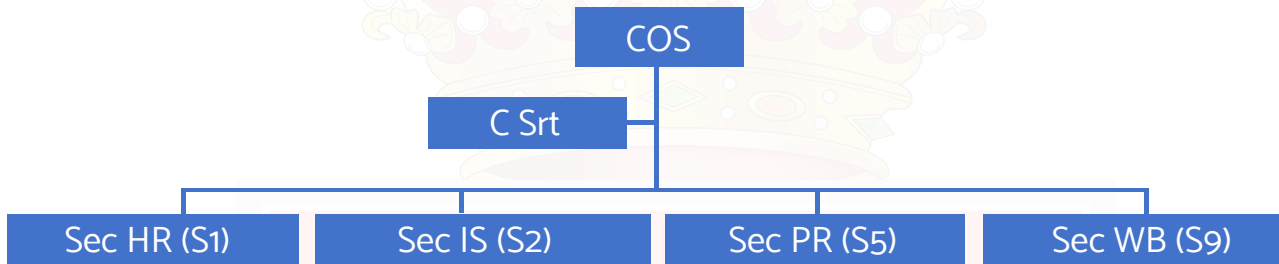 COS
C Srt
Sec HR (S1)
Sec IS (S2)
Sec PR (S5)
Sec WB (S9)